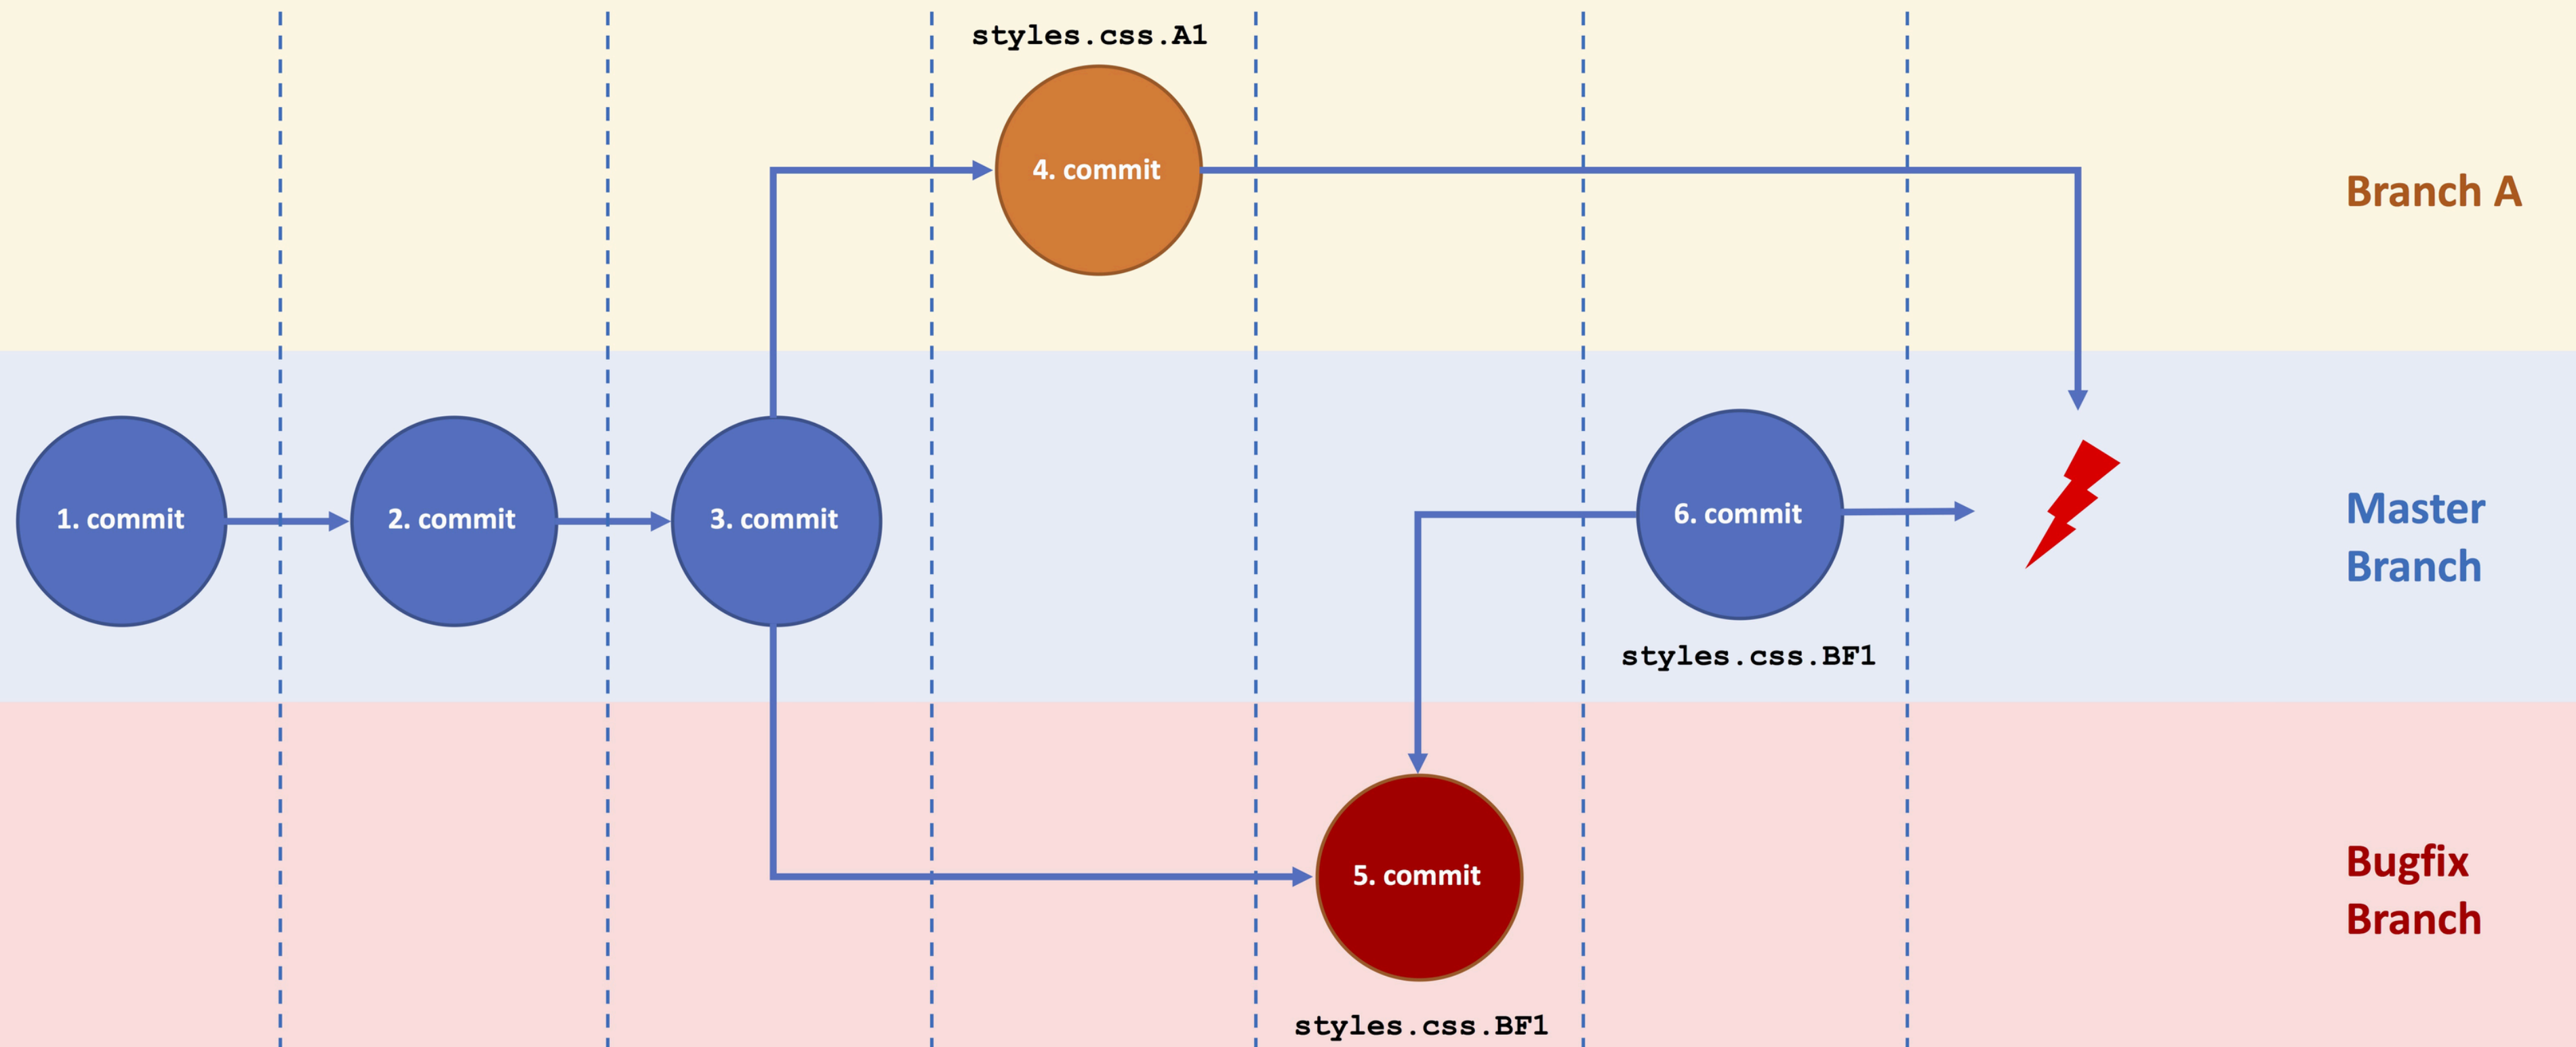 styles.css.A1
4. commit
Branch A
1. commit
2. commit
3. commit
6. commit
Master
Branch
styles.css.BF1
5. commit
Bugfix
Branch
styles.css.BF1